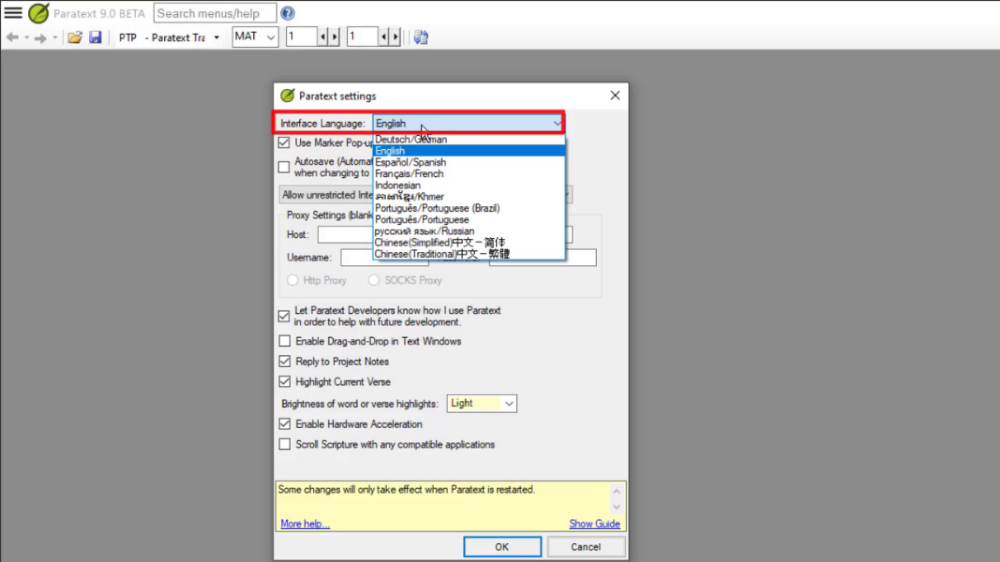 Paratext 9.0 BETA Search menus/help
PTP - Paratext Tra MAT 1 1
Paratext settings
Interface Language: English
Deutsch/German
English
Español/Spanish
Français/French
Indonesian
ភាសាខ្មែរ/Khmer
Português/Portuguese (Brazil)
Português/Portuguese
русский язык/Russian
Chinese(Simplified)中文－简体
Chinese(Traditional)中文－繁體
Use Marker Pop-up
Autosave (Automat
when changing to
Allow unrestricted Inte
Proxy Settings (blank
Host:
Username:
Http Proxy SOCKS Proxy
Let Paratext Developers know how I use Paratext
in order to help with future development.
Enable Drag-and-Drop in Text Windows
Reply to Project Notes
Highlight Current Verse
Brightness of word or verse highlights: Light
Enable Hardware Acceleration
Scroll Scripture with any compatible applications
Some changes will only take effect when Paratext is restarted.
More help... Show Guide
OK Cancel